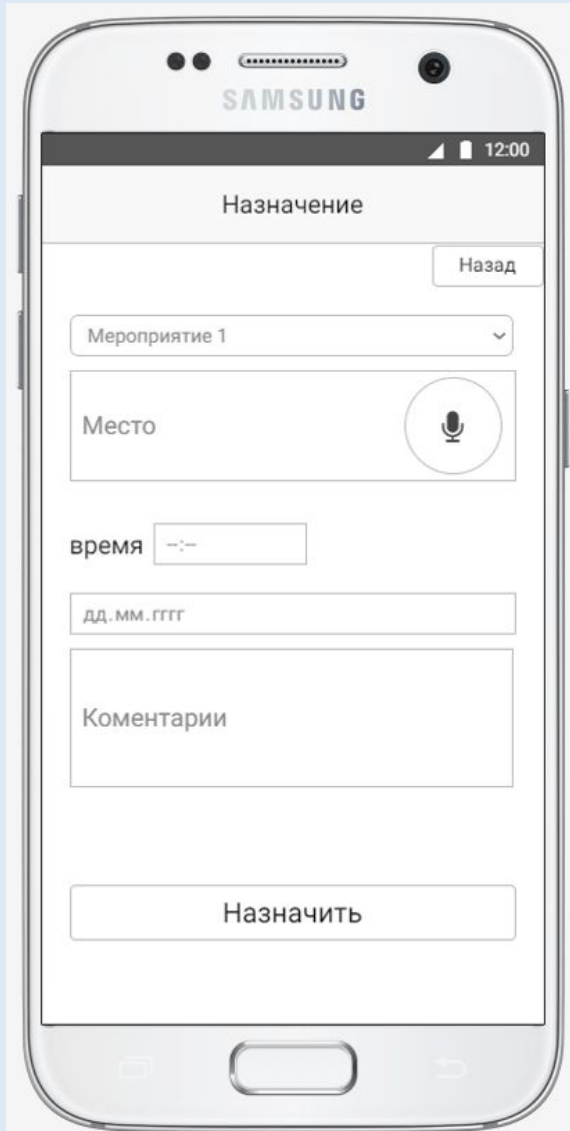 SAMSUNG
12:00
Назначение
Назад
Мероприятие 1
Место
время --:--
дд.мм.гггг
Коментарии
Назначить